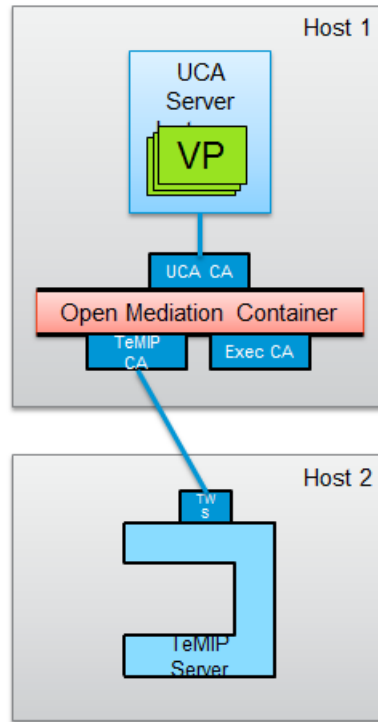 Host 1
UCA
Server
VP
UCA CA
Open Mediation Container
TeMIP
CA
Exec CA
Host 2
TW
S
TeMIP
Server